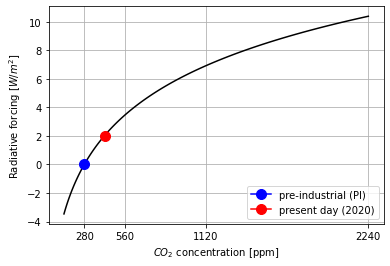 10
8
6
4
2
0
−2
−4
Radiative forcing [W/m²]
280 560 1120 2240
CO₂ concentration [ppm]
pre-industrial (PI)
present day (2020)